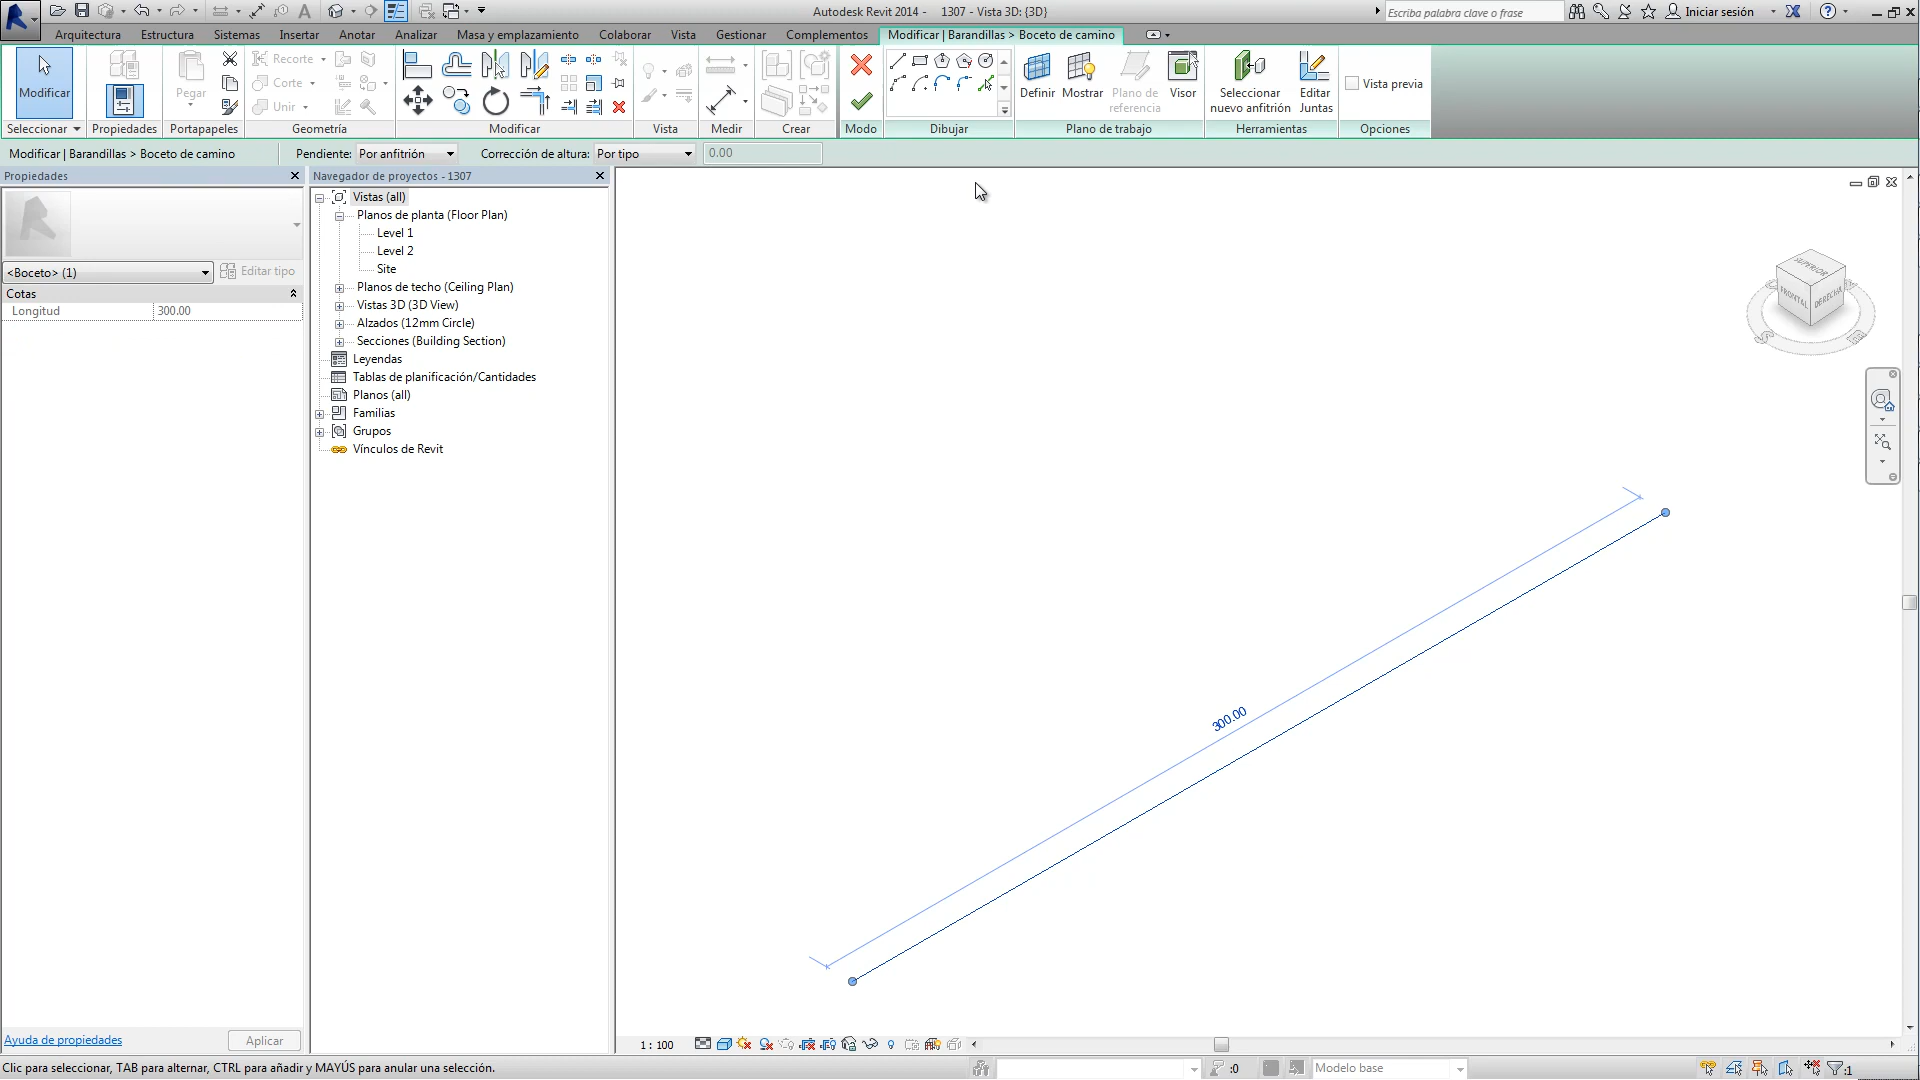 Autodesk Revit 2014 - 1307 - Vista 3D: {3D}
Escriba palabra clave o frase
Iniciar sesión
Arquitectura Estructura Sistemas Insertar Anotar Analizar Masa y emplazamiento Colaborar Vista Gestionar Complementos Modificar | Barandillas > Boceto de camino
Modificar
Pegar
Recorte
Corte
Unir
Definir
Mostrar
Plano de referencia
Visor
Seleccionar nuevo anfitrión
Editar Juntas
Vista previa
Seleccionar Propiedades Portapapeles Geometría Modificar Vista Medir Crear Modo Dibujar Plano de trabajo Herramientas Opciones
Modificar | Barandillas > Boceto de camino Pendiente: Por anfitrión Corrección de altura: Por tipo 0.00
Propiedades
<Boceto> (1) Editar tipo
Cotas
Longitud 300.00
Ayuda de propiedades Aplicar
Navegador de proyectos - 1307
Vistas (all)
Planos de planta (Floor Plan)
Level 1
Level 2
Site
Planos de techo (Ceiling Plan)
Vistas 3D (3D View)
Alzados (12mm Circle)
Secciones (Building Section)
Leyendas
Tablas de planificación/Cantidades
Planos (all)
Familias
Grupos
Vínculos de Revit
SUPERIOR
FRONTAL
DERECHA
300.00
1 : 100
Clic para seleccionar, TAB para alternar, CTRL para añadir y MAYÚS para anular una selección.
:0
Modelo base
:1